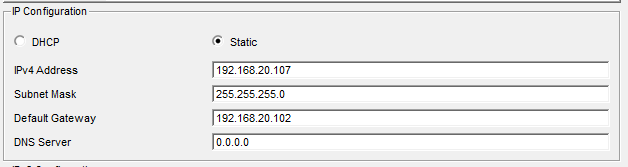 IP Configuration
DHCP Static
IPv4 Address 192.168.20.107
Subnet Mask 255.255.255.0
Default Gateway 192.168.20.102
DNS Server 0.0.0.0